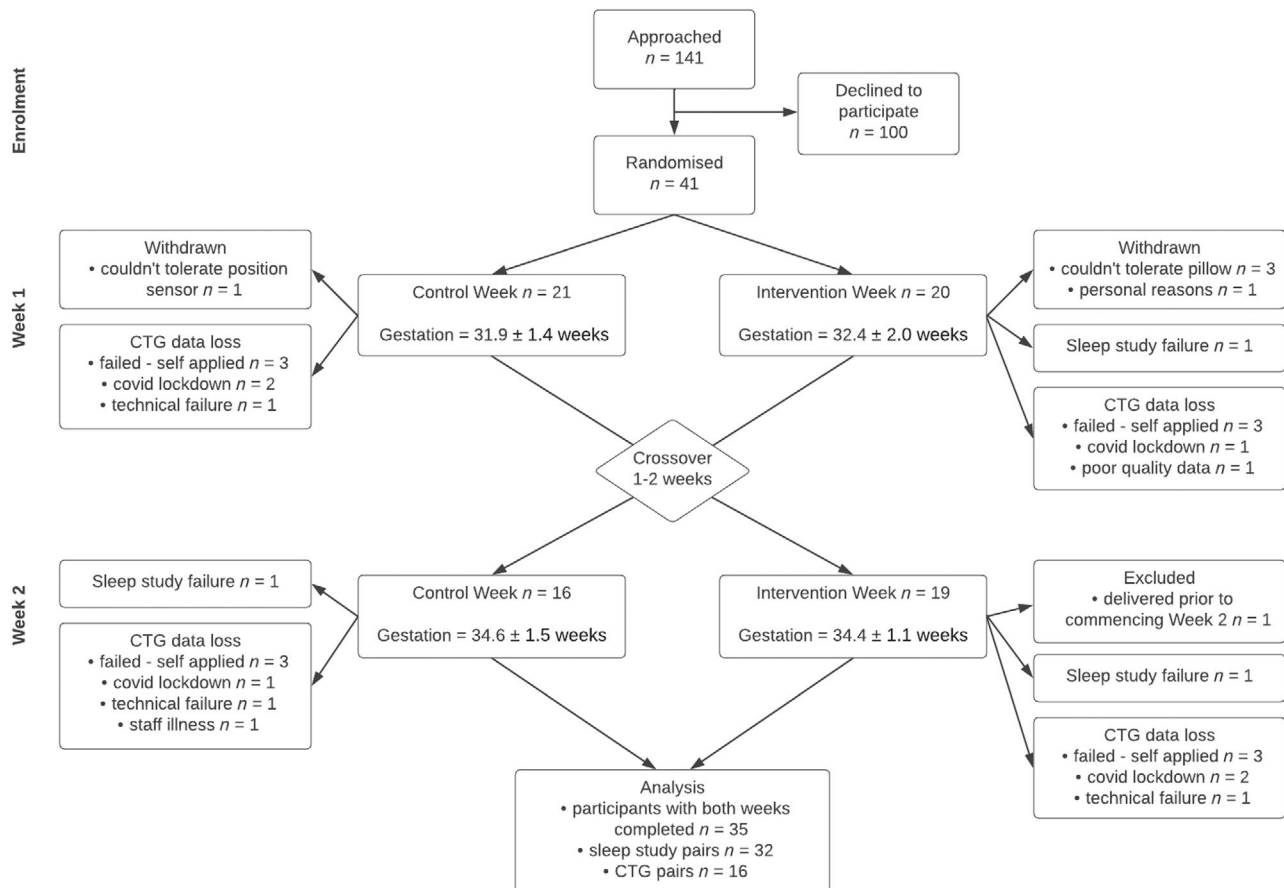 Enrolment
Approached
n = 141
Declined to
participate
n = 100
Randomised
n = 41
Week 1
Withdrawn
• couldn't tolerate position
sensor n = 1
CTG data loss
• failed - self applied n = 3
• covid lockdown n = 2
• technical failure n = 1
Control Week n = 21
Gestation = 31.9 ± 1.4 weeks
Intervention Week n = 20
Gestation = 32.4 ± 2.0 weeks
Withdrawn
• couldn't tolerate pillow n = 3
• personal reasons n = 1
Sleep study failure n = 1
CTG data loss
• failed - self applied n = 3
• covid lockdown n = 1
• poor quality data n = 1
Crossover
1-2 weeks
Week 2
Sleep study failure n = 1
CTG data loss
• failed - self applied n = 3
• covid lockdown n = 1
• technical failure n = 1
• staff illness n = 1
Control Week n = 16
Gestation = 34.6 ± 1.5 weeks
Intervention Week n = 19
Gestation = 34.4 ± 1.1 weeks
Excluded
• delivered prior to
commencing Week 2 n = 1
Sleep study failure n = 1
CTG data loss
• failed - self applied n = 3
• covid lockdown n = 2
• technical failure n = 1
Analysis
• participants with both weeks
completed n = 35
• sleep study pairs n = 32
• CTG pairs n = 16